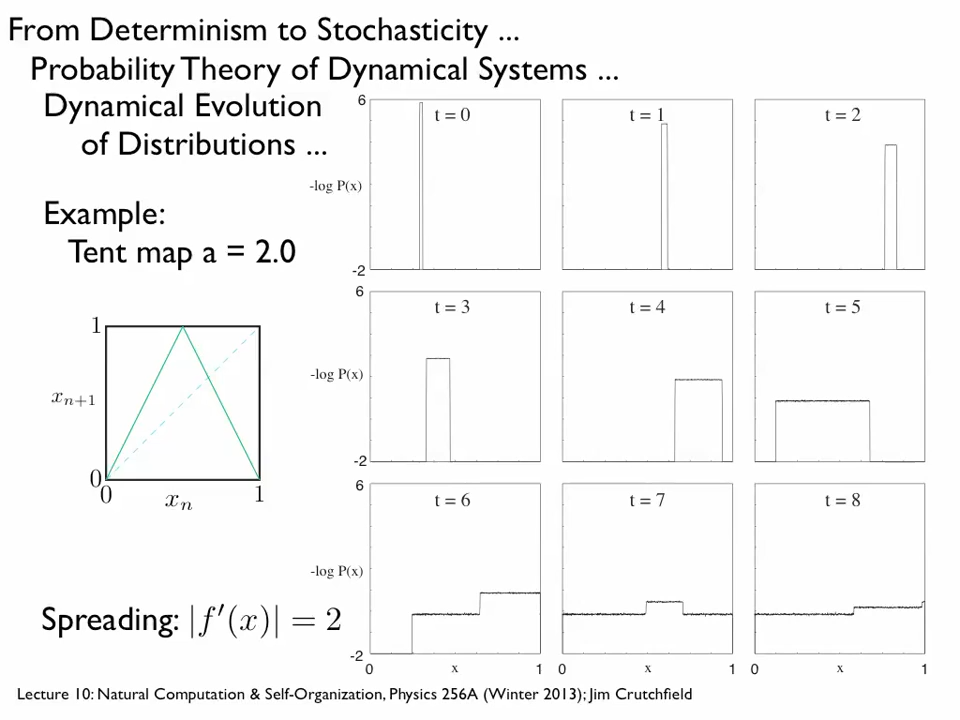 From Determinism to Stochasticity ...
Probability Theory of Dynamical Systems ...
Dynamical Evolution
of Distributions ...
Example:
Tent map a = 2.0
1
x_{n+1}
0
0
x_n
1
Spreading: |f′(x)| = 2
6
-log P(x)
-2
t = 0
t = 1
t = 2
6
-log P(x)
-2
t = 3
t = 4
t = 5
6
-log P(x)
-2
t = 6
t = 7
t = 8
0 x 1 0 x 1 0 x 1
Lecture 10: Natural Computation & Self-Organization, Physics 256A (Winter 2013); Jim Crutchfield